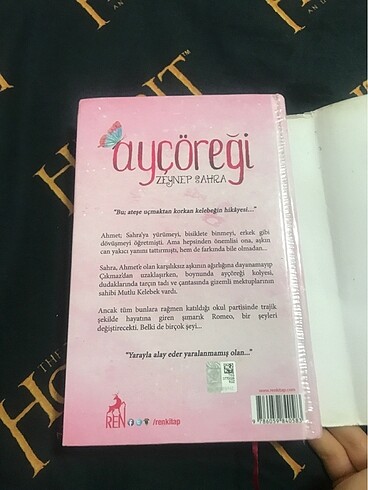 ayçöreği
ZEYNEP SAHRA
"Bu; ateşe uçmaktan korkan kelebeğin hikâyesi..."
Ahmet; Sahra'ya yürümeyi, bisiklete binmeyi, erkek gibi
dövüşmeyi öğretmişti. Ama hepsinden önemlisi ona, aşkın
can yakıcı yanını tattırmıştı, hem de farkında bile olmadan...
Sahra, Ahmet'e olan karşılıksız aşkının ağırlığına dayanamayıp
Çıkmaz'dan uzaklaşırken, boynunda ayçöreği kolyesi,
dudaklarında tarçın tadı ve çantasında gizemli mektuplarının
sahibi Mutlu Kelebek vardı.
Ancak tüm bunlara rağmen katıldığı okul partisinde trajik
şekilde hayatına giren şımarık Romeo, bir şeyleri
değiştirecekti. Belki de birçok şeyi...
"Yarayla alay eder yaralanmamış olan..."
www.renkitap.com
REN
/renkitap